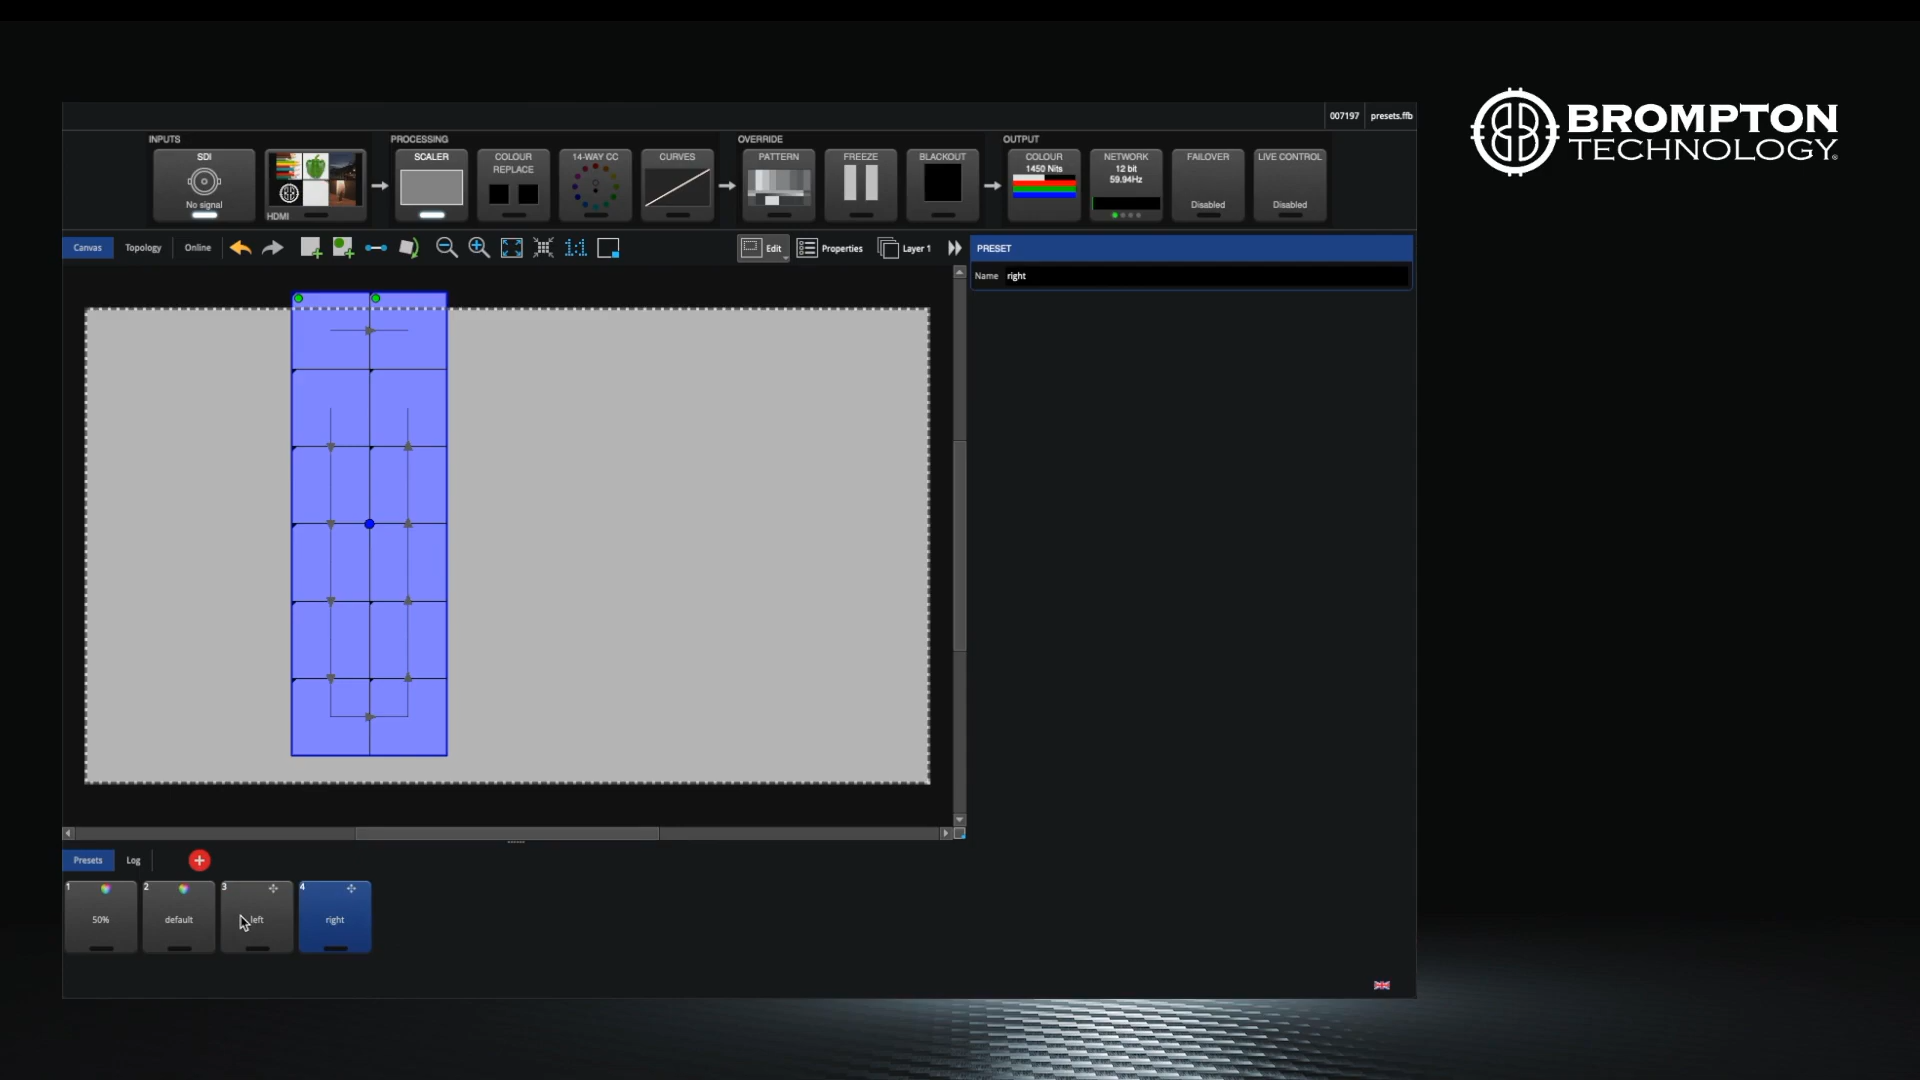 BROMPTON
TECHNOLOGY
007197
presets.ffb
INPUTS
PROCESSING
OVERRIDE
OUTPUT
SDI
No signal
HDMI
SCALER
COLOUR
REPLACE
14-WAY CC
CURVES
PATTERN
FREEZE
BLACKOUT
COLOUR
1450 Nits
NETWORK
12 bit
59.94Hz
FAILOVER
Disabled
LIVE CONTROL
Disabled
Canvas
Topology
Online
1:1
Edit
Properties
Layer 1
PRESET
Name right
Presets
Log
1
50%
2
default
3
left
4
right